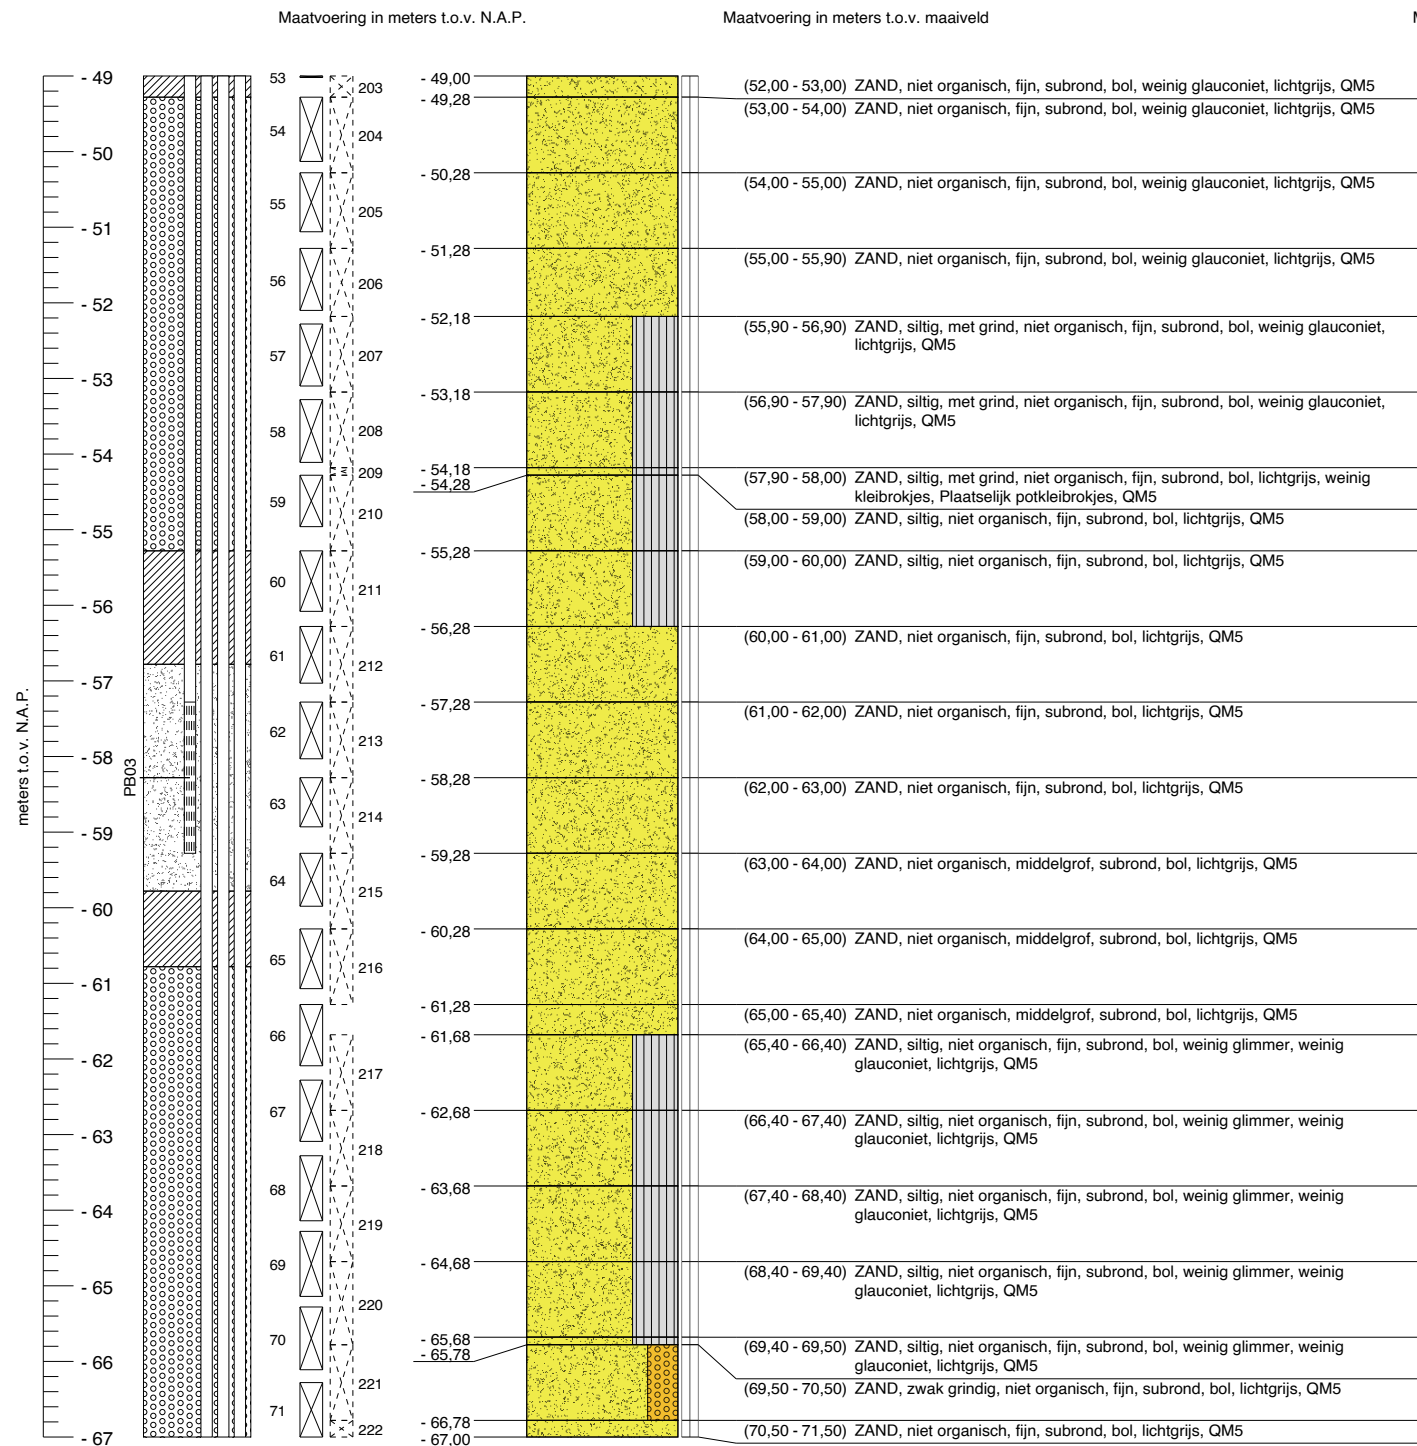 Maatvoering in meters t.o.v. N.A.P.
Maatvoering in meters t.o.v. maaiveld
meters t.o.v. N.A.P.
- 49
- 50
- 51
- 52
- 53
- 54
- 55
- 56
- 57
- 58
- 59
- 60
- 61
- 62
- 63
- 64
- 65
- 66
- 67
PB03
53
54
55
56
57
58
59
60
61
62
63
64
65
66
67
68
69
70
71
203
204
205
206
207
208
209
210
211
212
213
214
215
216
217
218
219
220
221
222
- 49,00
- 49,28
- 50,28
- 51,28
- 52,18
- 53,18
- 54,18
- 54,28
- 55,28
- 56,28
- 57,28
- 58,28
- 59,28
- 60,28
- 61,28
- 61,68
- 62,68
- 63,68
- 64,68
- 65,68
- 65,78
- 66,78
- 67,00
(52,00 - 53,00) ZAND, niet organisch, fijn, subrond, bol, weinig glauconiet, lichtgrijs, QM5
(53,00 - 54,00) ZAND, niet organisch, fijn, subrond, bol, weinig glauconiet, lichtgrijs, QM5
(54,00 - 55,00) ZAND, niet organisch, fijn, subrond, bol, weinig glauconiet, lichtgrijs, QM5
(55,00 - 55,90) ZAND, niet organisch, fijn, subrond, bol, weinig glauconiet, lichtgrijs, QM5
(55,90 - 56,90) ZAND, siltig, met grind, niet organisch, fijn, subrond, bol, weinig glauconiet,
lichtgrijs, QM5
(56,90 - 57,90) ZAND, siltig, met grind, niet organisch, fijn, subrond, bol, weinig glauconiet,
lichtgrijs, QM5
(57,90 - 58,00) ZAND, siltig, met grind, niet organisch, fijn, subrond, bol, lichtgrijs, weinig
kleibrokjes, Plaatselijk potkleibrokjes, QM5
(58,00 - 59,00) ZAND, siltig, niet organisch, fijn, subrond, bol, lichtgrijs, QM5
(59,00 - 60,00) ZAND, siltig, niet organisch, fijn, subrond, bol, lichtgrijs, QM5
(60,00 - 61,00) ZAND, niet organisch, fijn, subrond, bol, lichtgrijs, QM5
(61,00 - 62,00) ZAND, niet organisch, fijn, subrond, bol, lichtgrijs, QM5
(62,00 - 63,00) ZAND, niet organisch, fijn, subrond, bol, lichtgrijs, QM5
(63,00 - 64,00) ZAND, niet organisch, middelgrof, subrond, bol, lichtgrijs, QM5
(64,00 - 65,00) ZAND, niet organisch, middelgrof, subrond, bol, lichtgrijs, QM5
(65,00 - 65,40) ZAND, niet organisch, middelgrof, subrond, bol, lichtgrijs, QM5
(65,40 - 66,40) ZAND, siltig, niet organisch, fijn, subrond, bol, weinig glimmer, weinig
glauconiet, lichtgrijs, QM5
(66,40 - 67,40) ZAND, siltig, niet organisch, fijn, subrond, bol, weinig glimmer, weinig
glauconiet, lichtgrijs, QM5
(67,40 - 68,40) ZAND, siltig, niet organisch, fijn, subrond, bol, weinig glimmer, weinig
glauconiet, lichtgrijs, QM5
(68,40 - 69,40) ZAND, siltig, niet organisch, fijn, subrond, bol, weinig glimmer, weinig
glauconiet, lichtgrijs, QM5
(69,40 - 69,50) ZAND, siltig, niet organisch, fijn, subrond, bol, weinig glimmer, weinig
glauconiet, lichtgrijs, QM5
(69,50 - 70,50) ZAND, zwak grindig, niet organisch, fijn, subrond, bol, lichtgrijs, QM5
(70,50 - 71,50) ZAND, niet organisch, fijn, subrond, bol, lichtgrijs, QM5